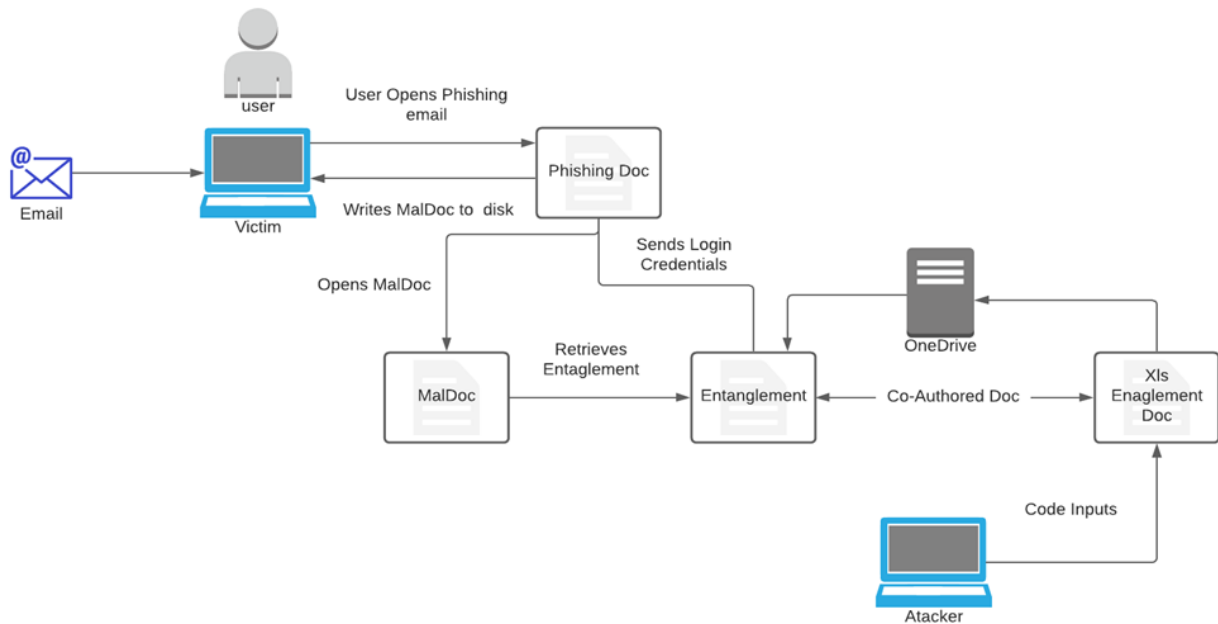 user
User Opens Phishing
email
@
Email
Victim
Phishing Doc
Writes MalDoc to disk
Sends Login
Credentials
Opens MalDoc
OneDrive
Retrieves
Entaglement
MalDoc
Entanglement
Co-Authored Doc
Xls
Enaglement
Doc
Code Inputs
Atacker